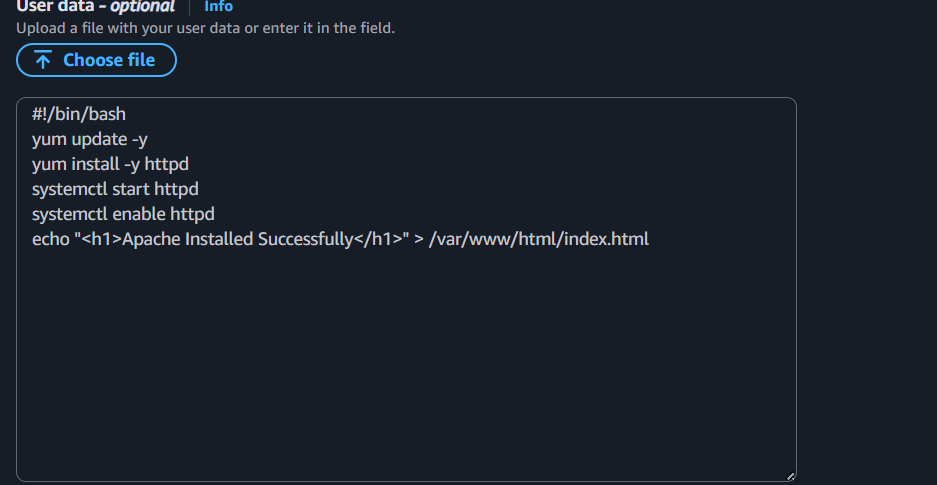 User data - optional Info
Upload a file with your user data or enter it in the field.
Choose file
#!/bin/bash
yum update -y
yum install -y httpd
systemctl start httpd
systemctl enable httpd
echo "<h1>Apache Installed Successfully</h1>" > /var/www/html/index.html